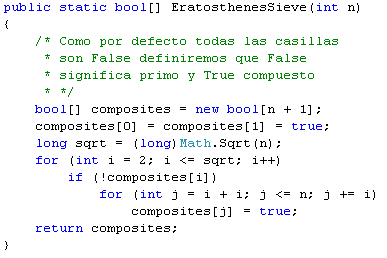 public static bool[] EratosthenesSieve(int n)
{
/* Como por defecto todas las casillas
* son False definiremos que False
* significa primo y True compuesto
* */
bool[] composites = new bool[n + 1];
composites[0] = composites[1] = true;
long sqrt = (long)Math.Sqrt(n);
for (int i = 2; i <= sqrt; i++)
if (!composites[i])
for (int j = i + i; j <= n; j += i)
composites[j] = true;
return composites;
}